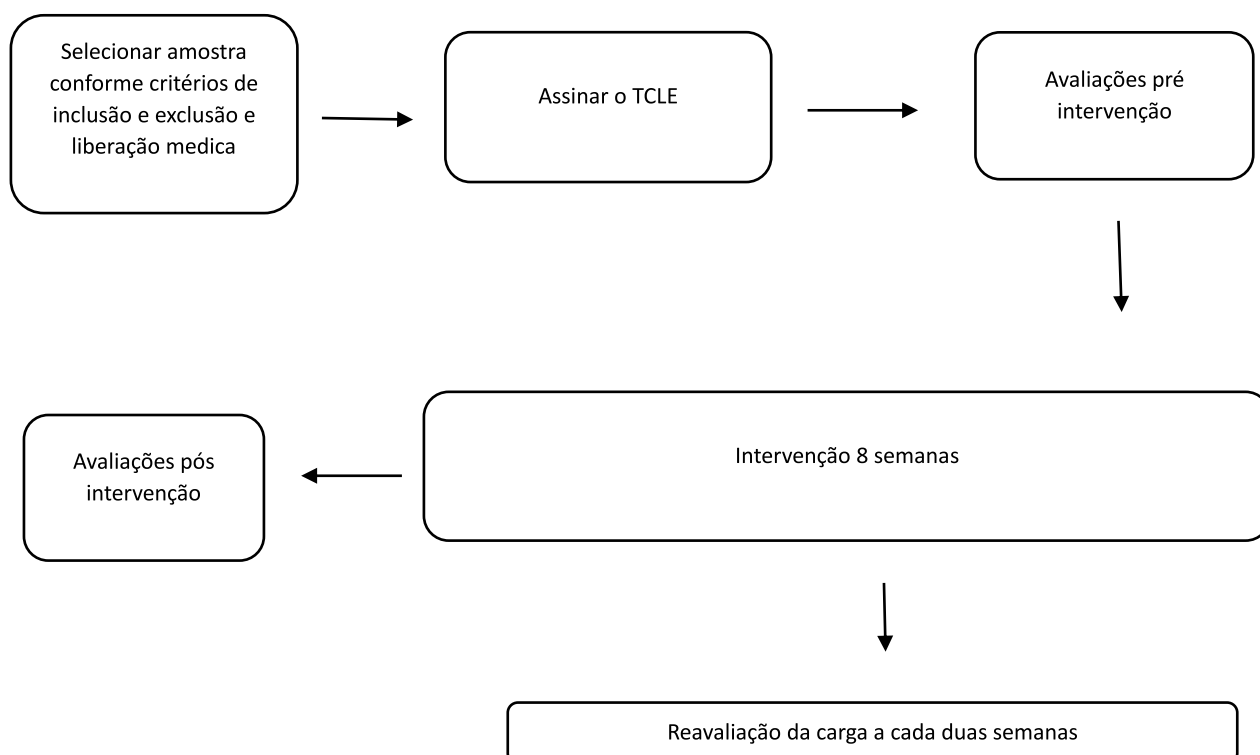 Selecionar amostra
conforme critérios de
inclusão e exclusão e
liberação medica
Assinar o TCLE
Avaliações pré
intervenção
Intervenção 8 semanas
Avaliações pós
intervenção
Reavaliação da carga a cada duas semanas